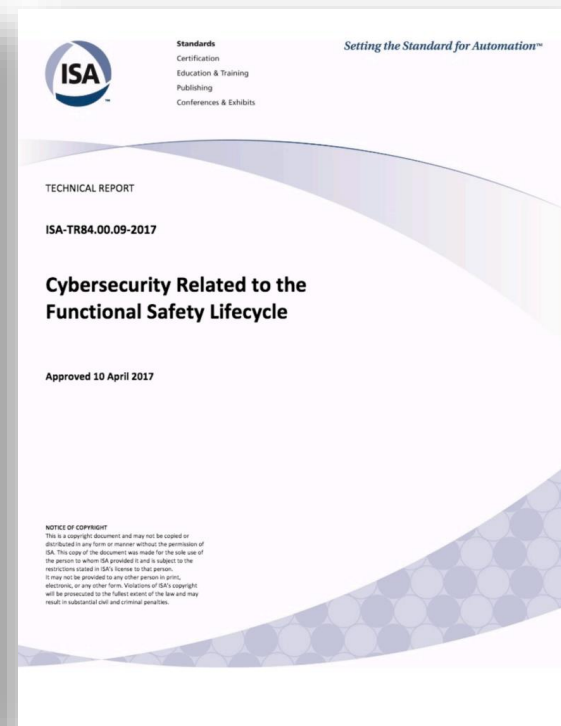 ISA
™
Standards
Certification
Education & Training
Publishing
Conferences & Exhibits
Setting the Standard for Automation™
TECHNICAL REPORT
ISA-TR84.00.09-2017
Cybersecurity Related to the
Functional Safety Lifecycle
Approved 10 April 2017
NOTICE OF COPYRIGHT
This is a copyright document and may not be copied or
distributed in any form or manner without the permission of
ISA. This copy of the document was made for the sole use of
the person to whom ISA provided it and is subject to the
restrictions stated in ISA's license to that person.
It may not be provided to any other person in print,
electronic, or any other form. Violations of ISA's copyright
will be prosecuted to the fullest extent of the law and may
result in substantial civil and criminal penalties.